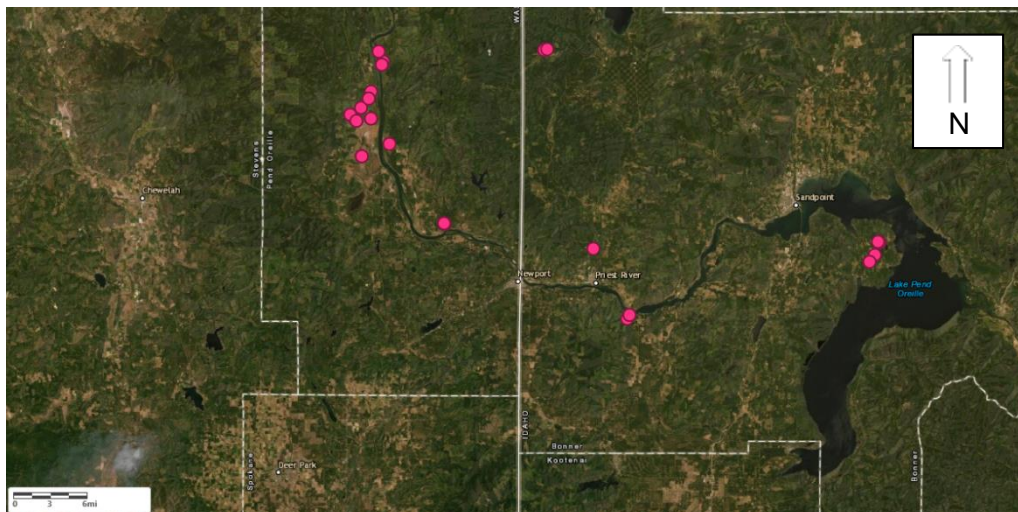 WA
N
Stevens
Pend Oreille
Chewelah
Sandpoint
Newport
Priest River
Lake Pend
Oreille
IDAHO
Bonner
Kootenai
Spokane
Deer Park
Bonner
0 3 6mi